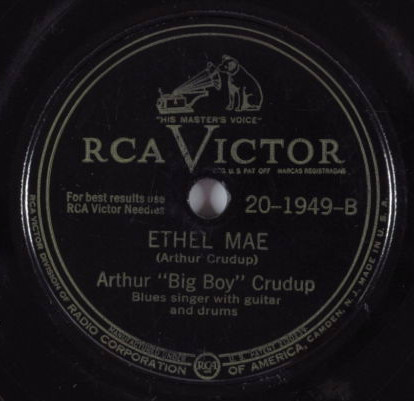 "HIS MASTER'S VOICE"
RCA VICTOR
U S PAT OFF MARCAS REGISTRADAS
For best results use
RCA Victor Needles
20-1949-B
ETHEL MAE
(Arthur Crudup)
Arthur "Big Boy" Crudup
Blues singer with guitar
and drums
RCA VICTOR DIVISION OF RADIO CORPORATION OF AMERICA, CAMDEN, N.J. MADE IN U.S.A.
RCA